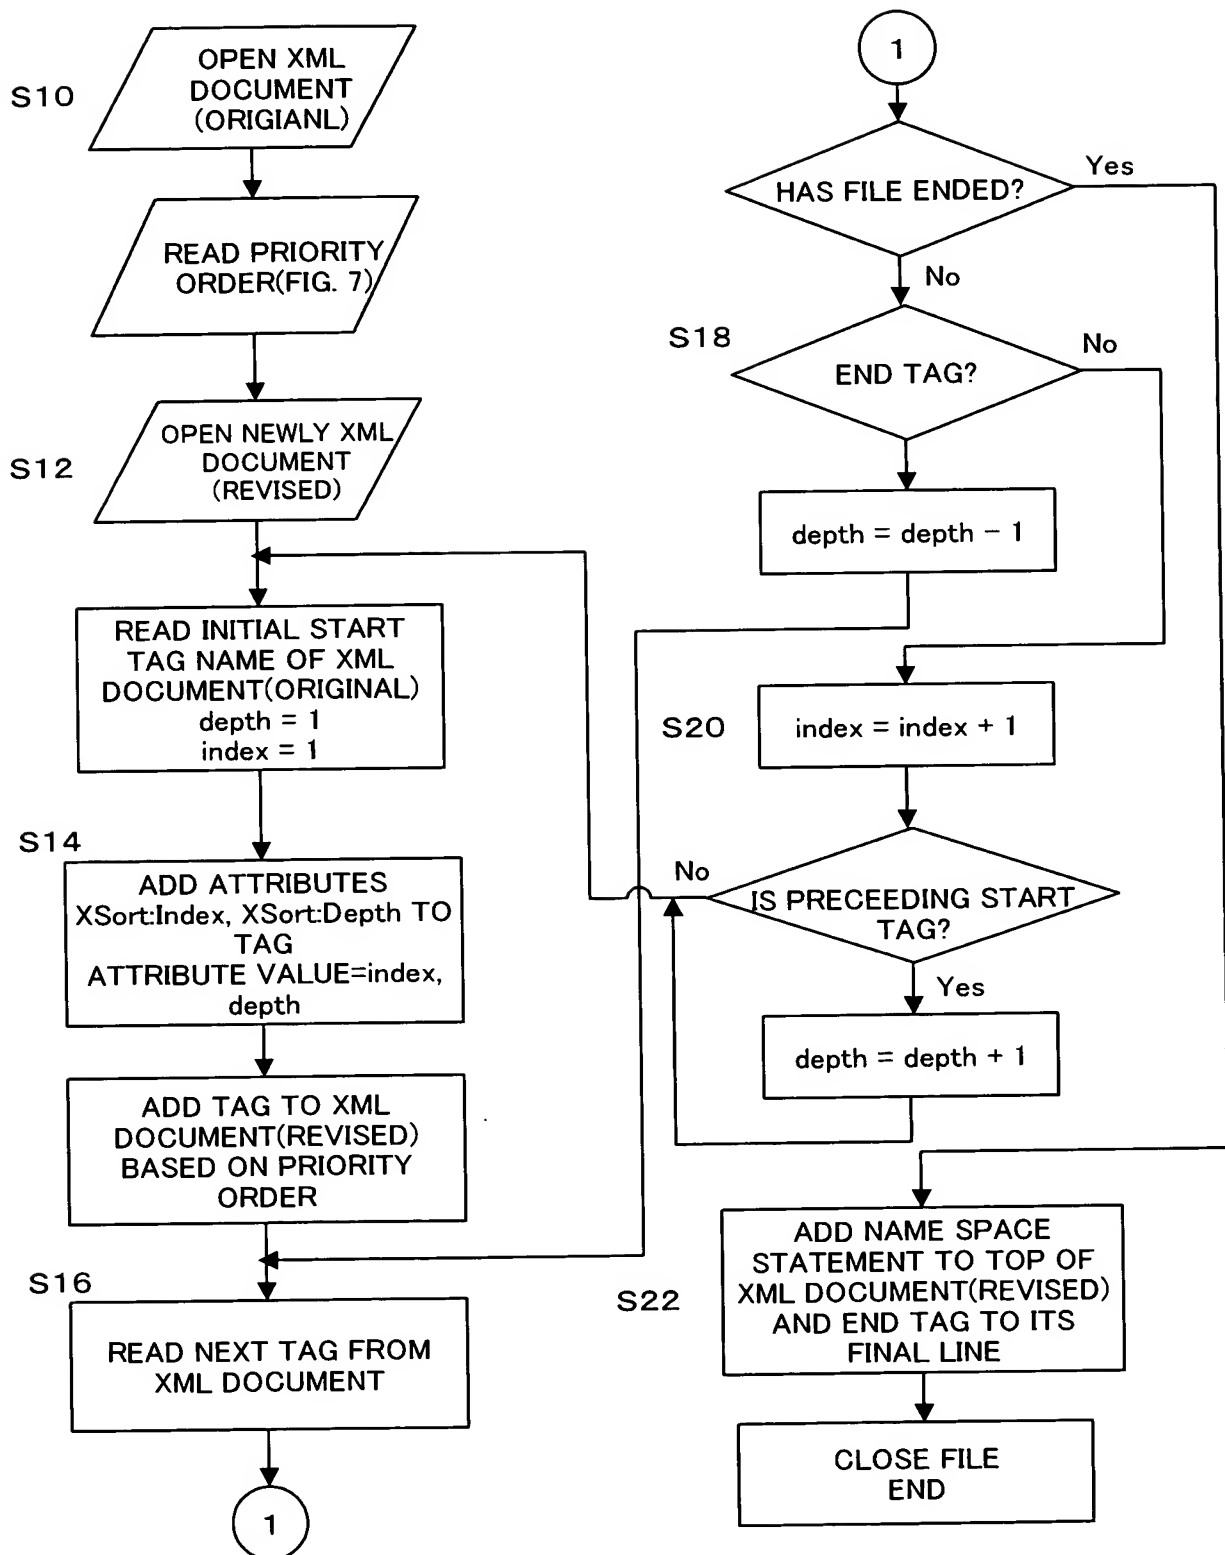 S10
OPEN XML
DOCUMENT
(ORIGIANL)
READ PRIORITY
ORDER(FIG. 7)
S12
OPEN NEWLY XML
DOCUMENT
(REVISED)
READ INITIAL START
TAG NAME OF XML
DOCUMENT(ORIGINAL)
depth = 1
index = 1
S14
ADD ATTRIBUTES
XSort:Index, XSort:Depth TO
TAG
ATTRIBUTE VALUE=index,
depth
ADD TAG TO XML
DOCUMENT(REVISED)
BASED ON PRIORITY
ORDER
S16
READ NEXT TAG FROM
XML DOCUMENT
1
1
HAS FILE ENDED?
Yes
No
S18
END TAG?
No
depth = depth - 1
S20
index = index + 1
No
IS PRECEEDING START
TAG?
Yes
depth = depth + 1
S22
ADD NAME SPACE
STATEMENT TO TOP OF
XML DOCUMENT(REVISED)
AND END TAG TO ITS
FINAL LINE
CLOSE FILE
END